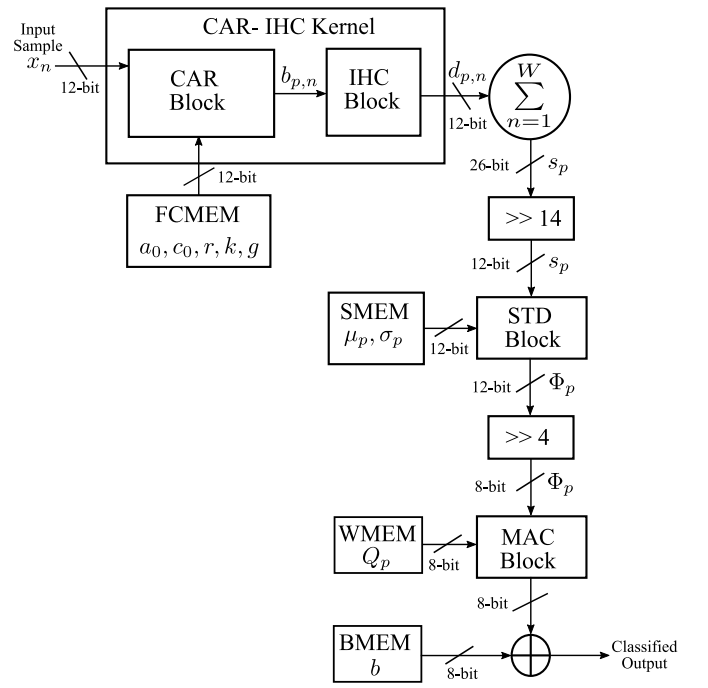 CAR- IHC Kernel
Input
Sample
x_n
12-bit
CAR
Block
b_{p,n}
IHC
Block
d_{p,n}
12-bit
W
∑
n=1
12-bit
FCMEM
a_0, c_0, r, k, g
26-bit
s_p
>> 14
12-bit
s_p
SMEM
μ_p, σ_p
12-bit
STD
Block
12-bit
Φ_p
>> 4
8-bit
Φ_p
WMEM
Q_p
8-bit
MAC
Block
8-bit
BMEM
b
8-bit
Classified
Output